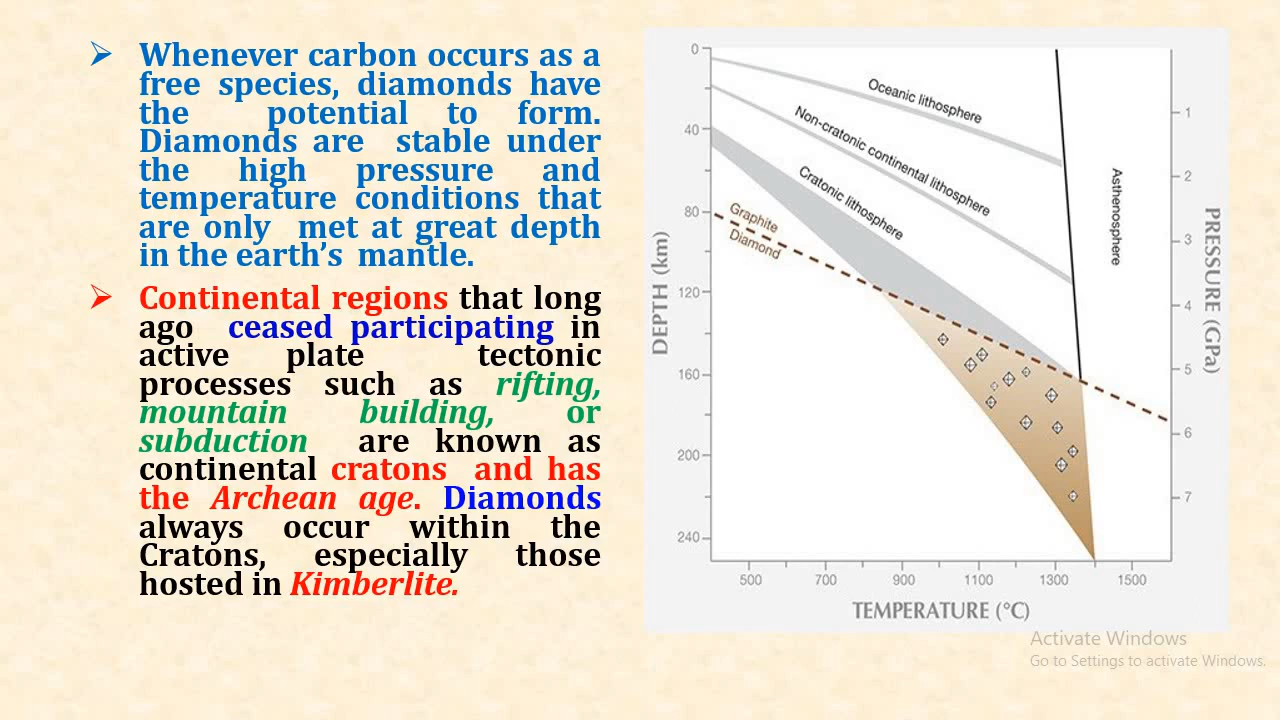 Whenever carbon occurs as a
free species, diamonds have
the potential to form.
Diamonds are stable under
the high pressure and
temperature conditions that
are only met at great depth
in the earth’s mantle.
Continental regions that long
ago ceased participating in
active plate tectonic
processes such as rifting,
mountain building, or
subduction are known as
continental cratons and has
the Archean age. Diamonds
always occur within the
Cratons, especially those
hosted in Kimberlite.
0
40
80
120
160
200
240
DEPTH (km)
Oceanic lithosphere
Non-cratonic continental lithosphere
Cratonic lithosphere
Graphite
Diamond
Asthenosphere
1
2
3
4
5
6
7
PRESSURE (GPa)
500 700 900 1100 1300 1500
TEMPERATURE (°C)
Activate Windows
Go to Settings to activate Windows.